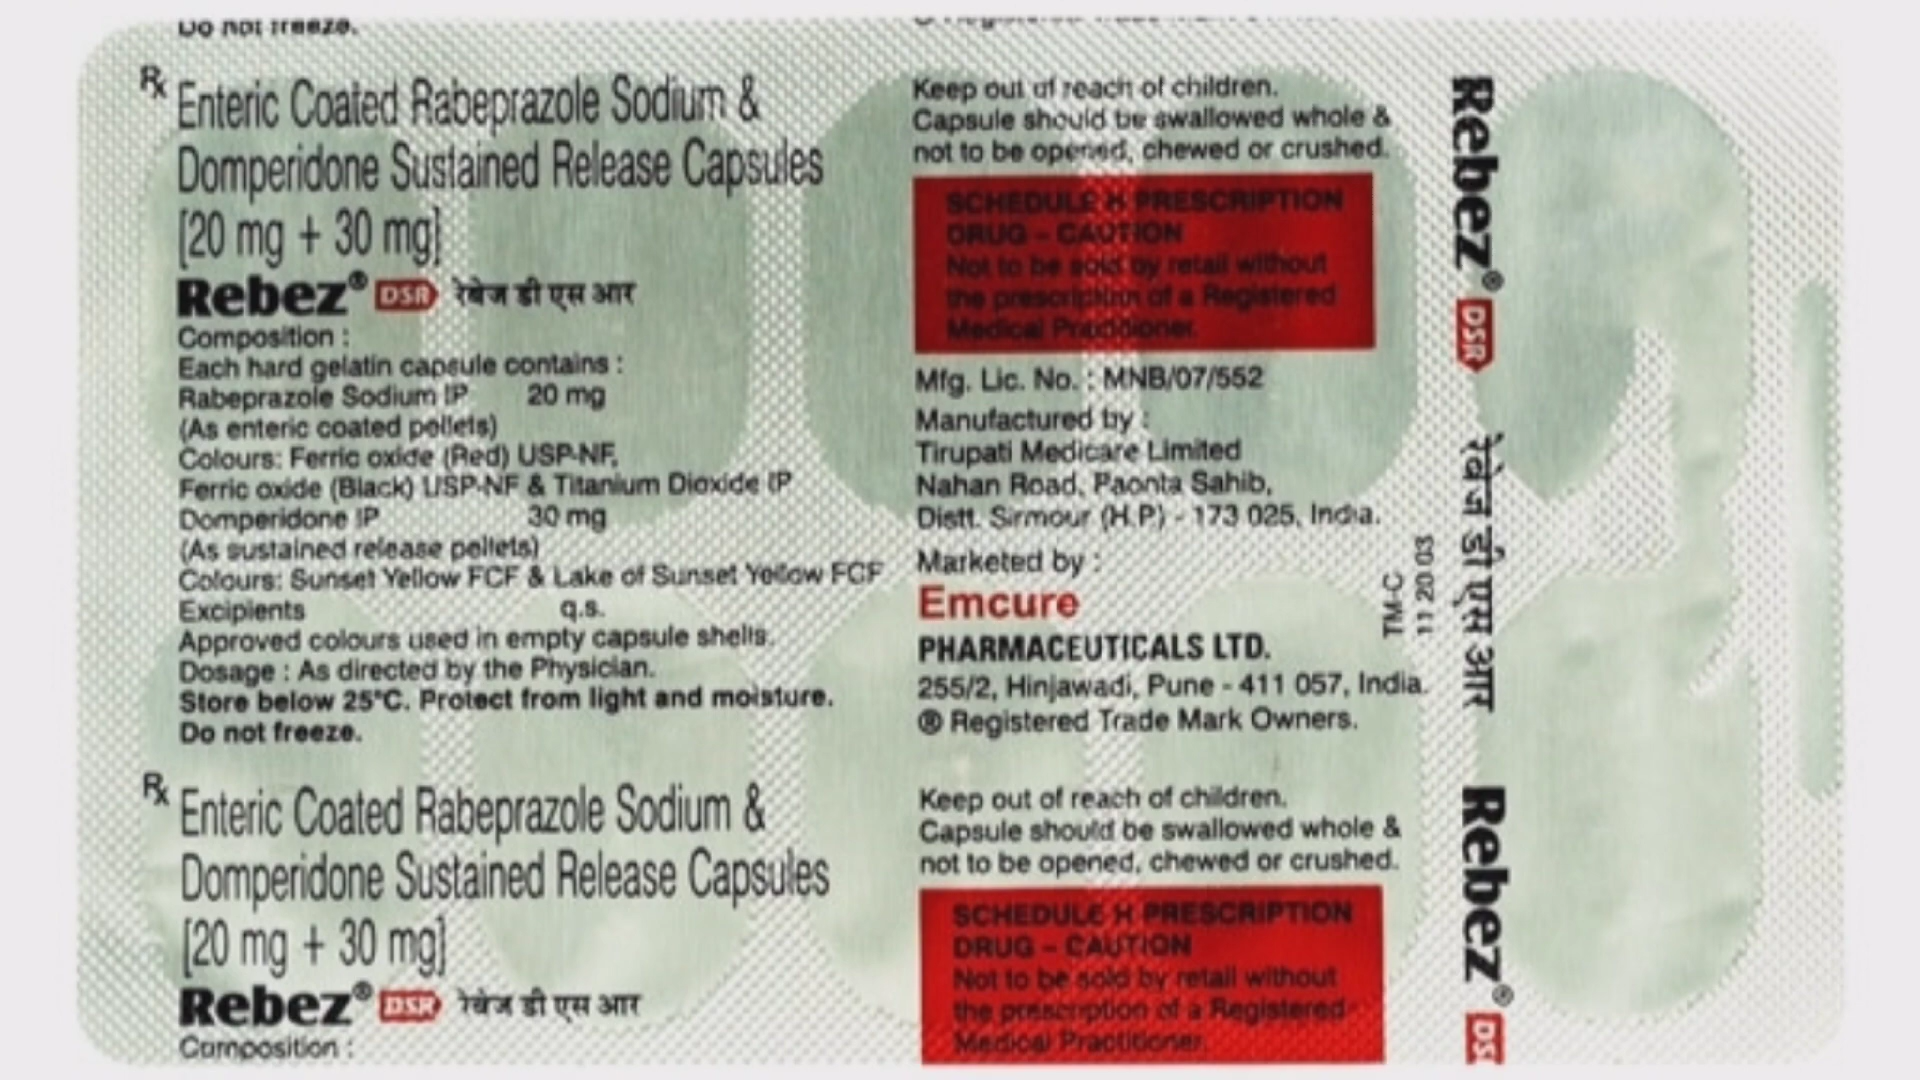 Do not freeze.
Rx Enteric Coated Rabeprazole Sodium &
Domperidone Sustained Release Capsules
[20 mg + 30 mg]
Rebez® DSR रेबेज डी एस आर
Composition :
Each hard gelatin capsule contains :
Rabeprazole Sodium IP 20 mg
(As enteric coated pellets)
Colours: Ferric oxide (Red) USP-NF,
Ferric oxide (Black) USP-NF & Titanium Dioxide IP
Domperidone IP 30 mg
(As sustained release pellets)
Colours: Sunset Yellow FCF & Lake of Sunset Yellow FCF
Excipients q.s.
Approved colours used in empty capsule shells.
Dosage : As directed by the Physician.
Store below 25°C. Protect from light and moisture.
Do not freeze.
Rx Enteric Coated Rabeprazole Sodium &
Domperidone Sustained Release Capsules
[20 mg + 30 mg]
Rebez® DSR रेबेज डी एस आर
Composition :
Keep out of reach of children.
Capsule should be swallowed whole &
not to be opened, chewed or crushed.
SCHEDULE H PRESCRIPTION
DRUG - CAUTION
Not to be sold by retail without
the prescription of a Registered
Medical Practitioner.
Mfg. Lic. No. : MNB/07/552
Manufactured by :
Tirupati Medicare Limited
Nahan Road, Paonta Sahib,
Distt. Sirmour (H.P.) - 173 025, India.
Marketed by :
Emcure
PHARMACEUTICALS LTD.
255/2, Hinjawadi, Pune - 411 057, India.
® Registered Trade Mark Owners.
Keep out of reach of children.
Capsule should be swallowed whole &
not to be opened, chewed or crushed.
SCHEDULE H PRESCRIPTION
DRUG - CAUTION
Not to be sold by retail without
the prescription of a Registered
Medical Practitioner.
TM-C
11 20 03
Rebez® DSR रेबेज डी एस आर
Rebez® DS